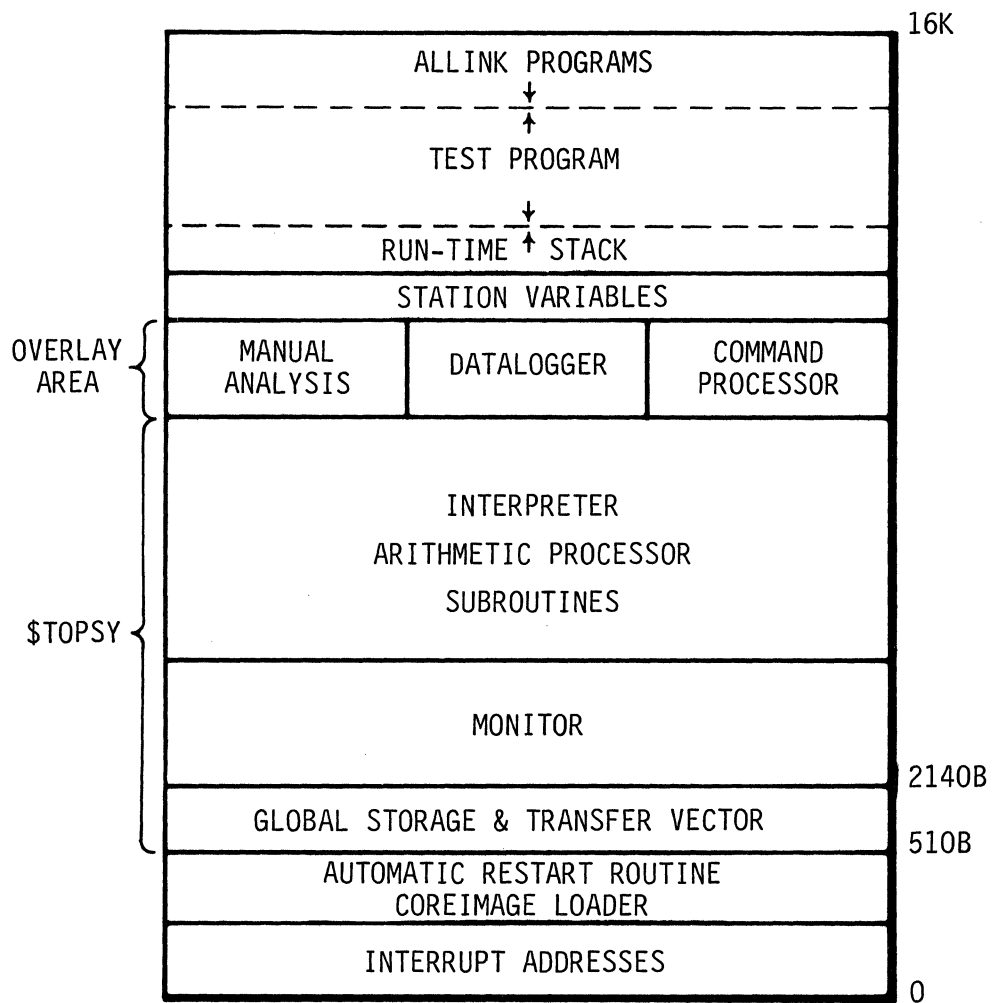 16K
ALLINK PROGRAMS
TEST PROGRAM
RUN-TIME STACK
STATION VARIABLES
OVERLAY
AREA
MANUAL
ANALYSIS
DATALOGGER
COMMAND
PROCESSOR
INTERPRETER
ARITHMETIC PROCESSOR
SUBROUTINES
$TOPSY
MONITOR
2140B
GLOBAL STORAGE & TRANSFER VECTOR
510B
AUTOMATIC RESTART ROUTINE
COREIMAGE LOADER
INTERRUPT ADDRESSES
0